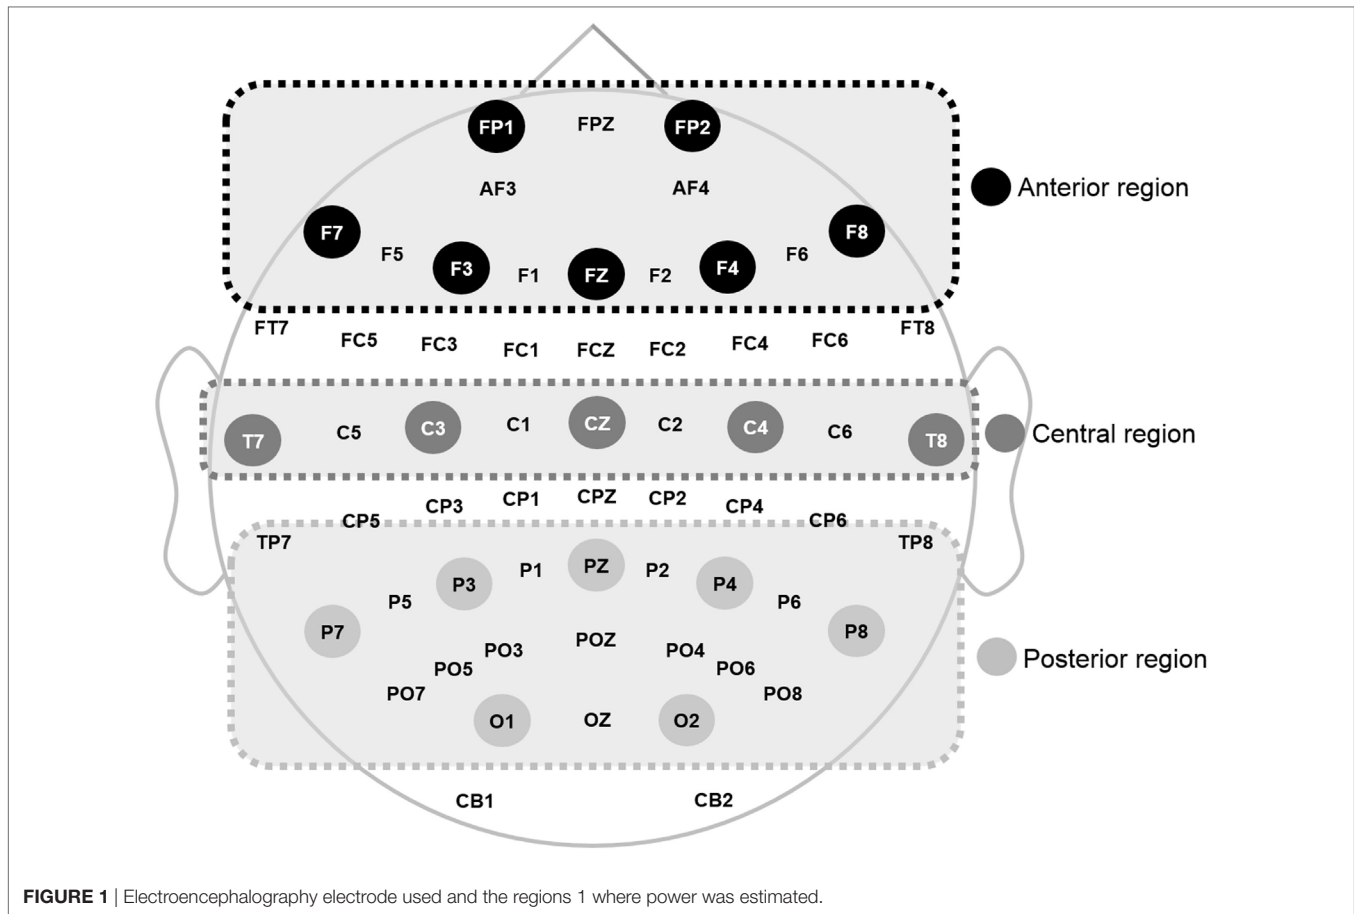 FP1 FPZ FP2
AF3 AF4
Anterior region
F7 F8
F5 F3 F1 FZ F2 F4 F6
FT7 FC5 FC3 FC1 FCZ FC2 FC4 FC6 FT8
T7 C5 C3 C1 CZ C2 C4 C6 T8
Central region
CP5 CP3 CP1 CPZ CP2 CP4 CP6
TP7 TP8
P7 P5 P3 P1 PZ P2 P4 P6 P8
PO7 PO5 PO3 POZ PO4 PO6 PO8
Posterior region
O1 OZ O2
CB1 CB2
FIGURE 1 | Electroencephalography electrode used and the regions 1 where power was estimated.